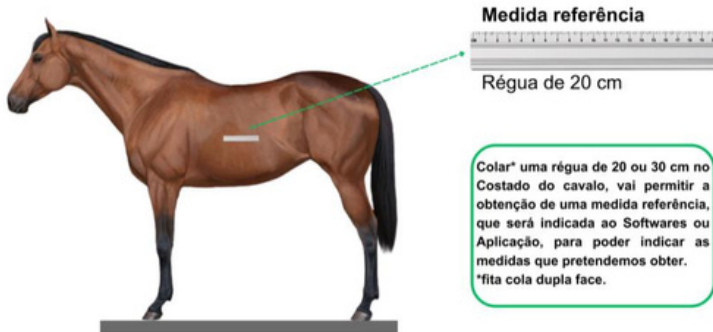 Medida referência
Régua de 20 cm
Colar* uma régua de 20 ou 30 cm no
Costado do cavalo, vai permitir a
obtenção de uma medida referência,
que será indicada ao Softwares ou
Aplicação, para poder indicar as
medidas que pretendemos obter.
*fita cola dupla face.